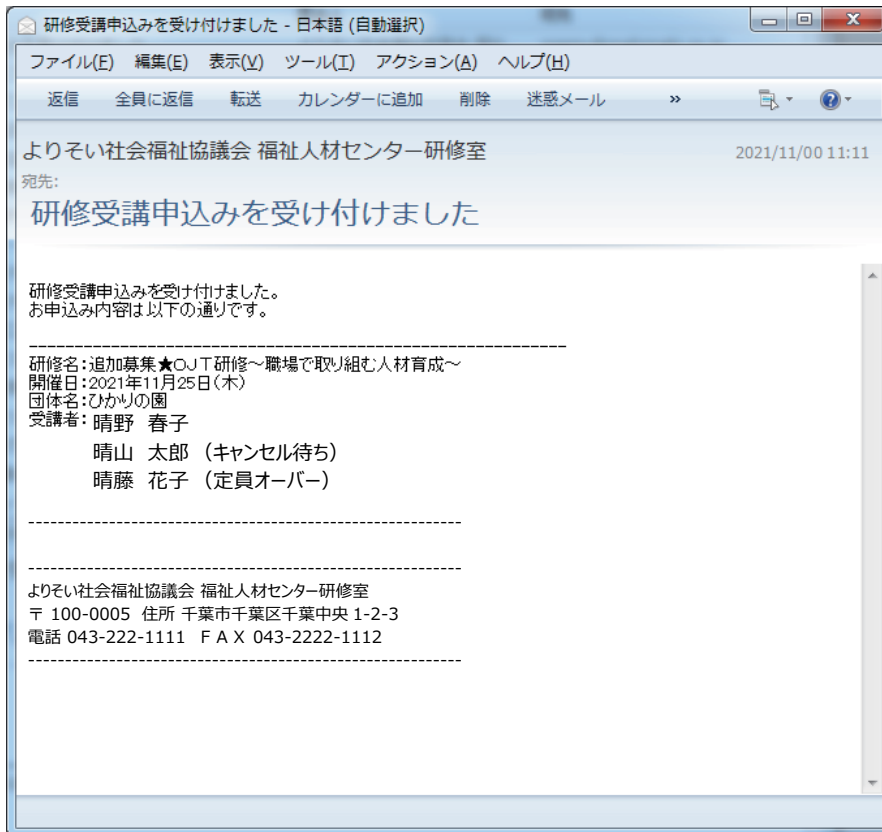 研修受講申込みを受け付けました - 日本語 (自動選択)
ファイル(F) 編集(E) 表示(V) ツール(T) アクション(A) ヘルプ(H)
返信 全員に返信 転送 カレンダーに追加 削除 迷惑メール »
よりそい社会福祉協議会 福祉人材センター研修室 2021/11/00 11:11
宛先:
研修受講申込みを受け付けました
研修受講申込みを受け付けました。
お申込み内容は以下の通りです。
------------------------------------------------------------
研修名:追加募集★OJT研修～職場で取り組む人材育成～
開催日:2021年11月25日(木)
団体名:ひかりの園
受講者:晴野 春子
晴山 太郎 (キャンセル待ち)
晴藤 花子 (定員オーバー)
------------------------------------------------------------
------------------------------------------------------------
よりそい社会福祉協議会 福祉人材センター研修室
〒 100-0005 住所 千葉市千葉区千葉中央 1-2-3
電話 043-222-1111 ＦＡＸ 043-2222-1112
------------------------------------------------------------